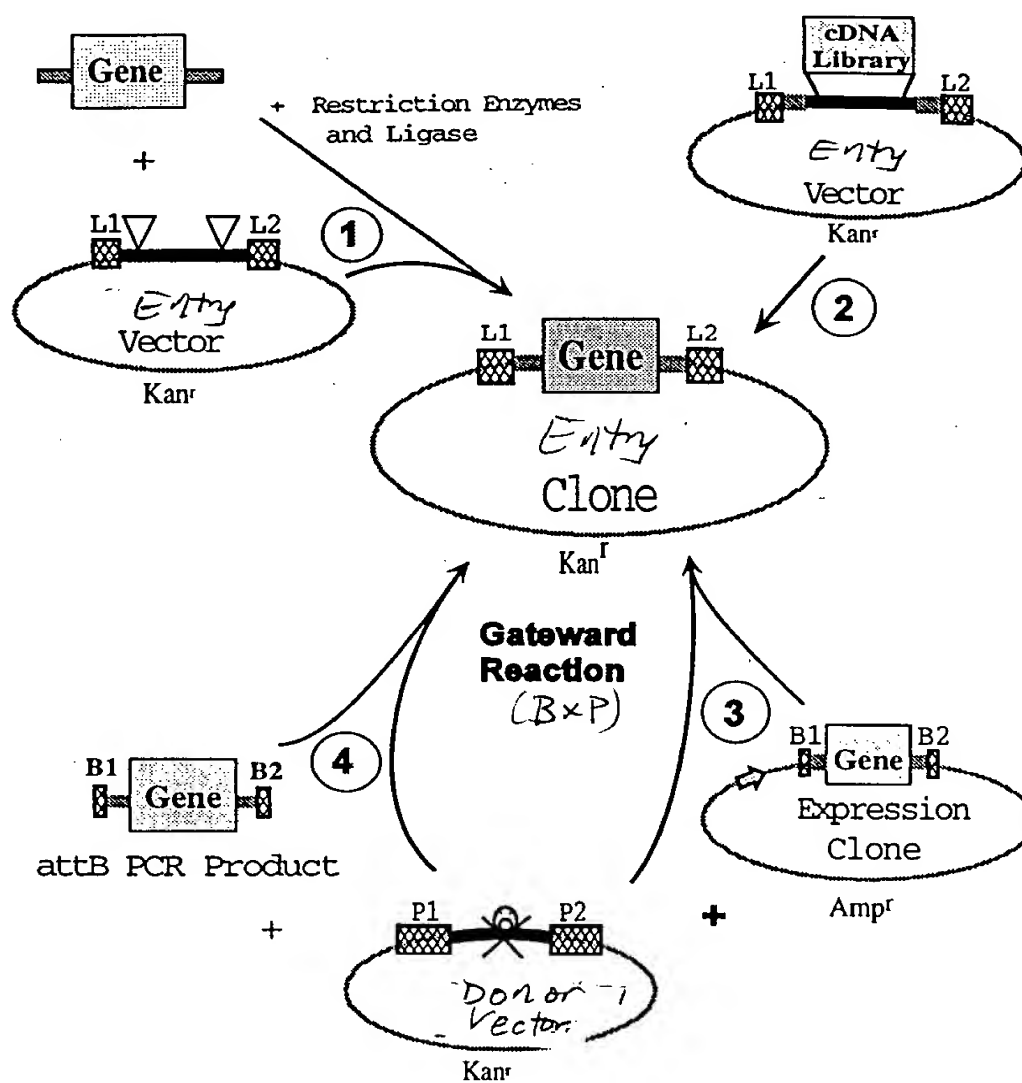 Gene
+ Restriction Enzymes
and Ligase
+
L1 L2
Entry
Vector
Kanr
1
cDNA
Library
L1 L2
Entry
Vector
Kanr
2
L1 Gene L2
Entry
Clone
Kanr
Gateward
Reaction
(B×P)
4
3
B1 Gene B2
attB PCR Product
B1 Gene B2
Expression
Clone
Ampr
+
+
P1 P2
Donor
Vector
Kanr